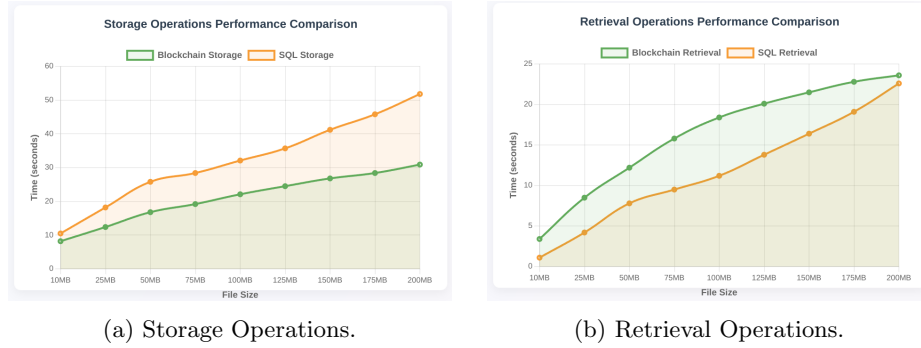 Storage Operations Performance Comparison
Blockchain Storage SQL Storage
60
50
40
30
20
10
0
Time (seconds)
10MB 25MB 50MB 75MB 100MB 125MB 150MB 175MB 200MB
File Size
(a) Storage Operations.
Retrieval Operations Performance Comparison
Blockchain Retrieval SQL Retrieval
25
20
15
10
5
0
Time (seconds)
10MB 25MB 50MB 75MB 100MB 125MB 150MB 175MB 200MB
File Size
(b) Retrieval Operations.